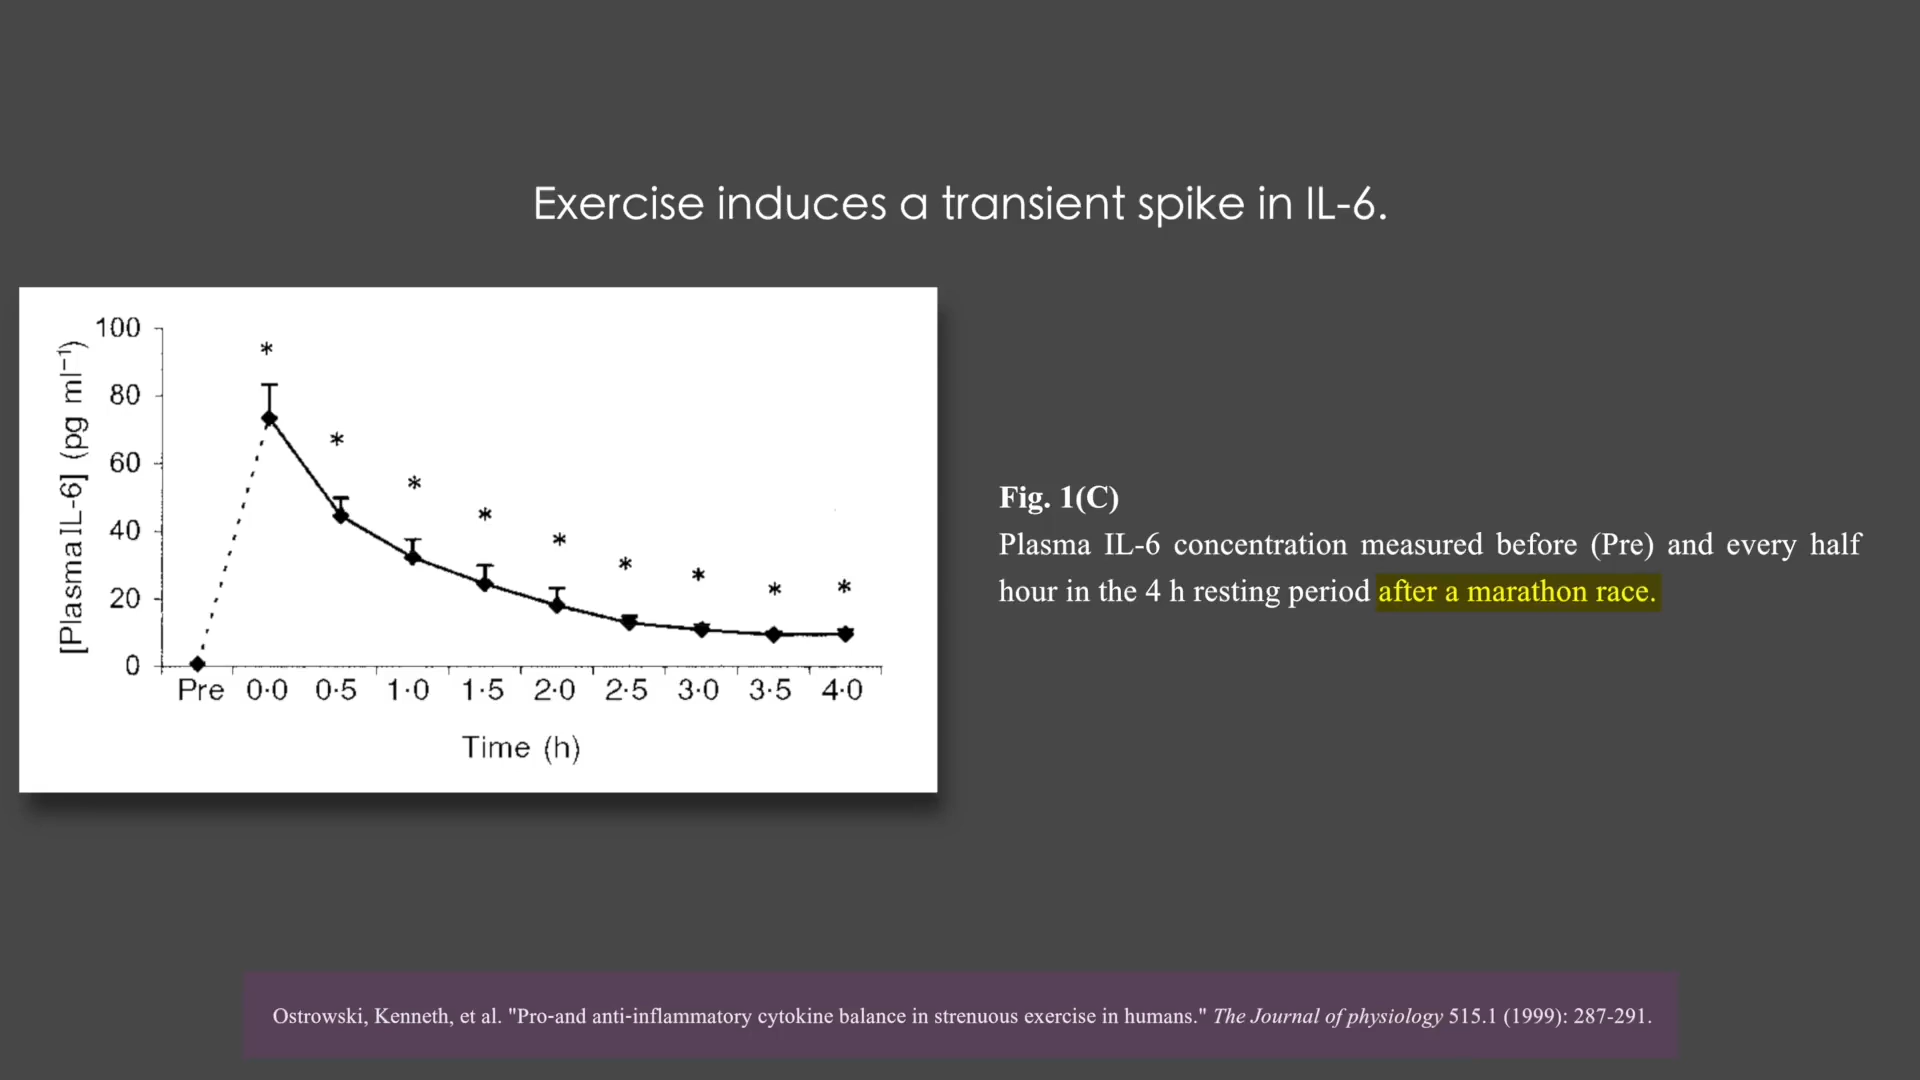 Exercise induces a transient spike in IL-6.
[Plasma IL-6] (pg ml⁻¹)
100
80
60
40
20
0
* * * * * * * * *
Pre 0·0 0·5 1·0 1·5 2·0 2·5 3·0 3·5 4·0
Time (h)
Fig. 1(C)
Plasma IL-6 concentration measured before (Pre) and every half
hour in the 4 h resting period after a marathon race.
Ostrowski, Kenneth, et al. "Pro-and anti-inflammatory cytokine balance in strenuous exercise in humans." The Journal of physiology 515.1 (1999): 287-291.